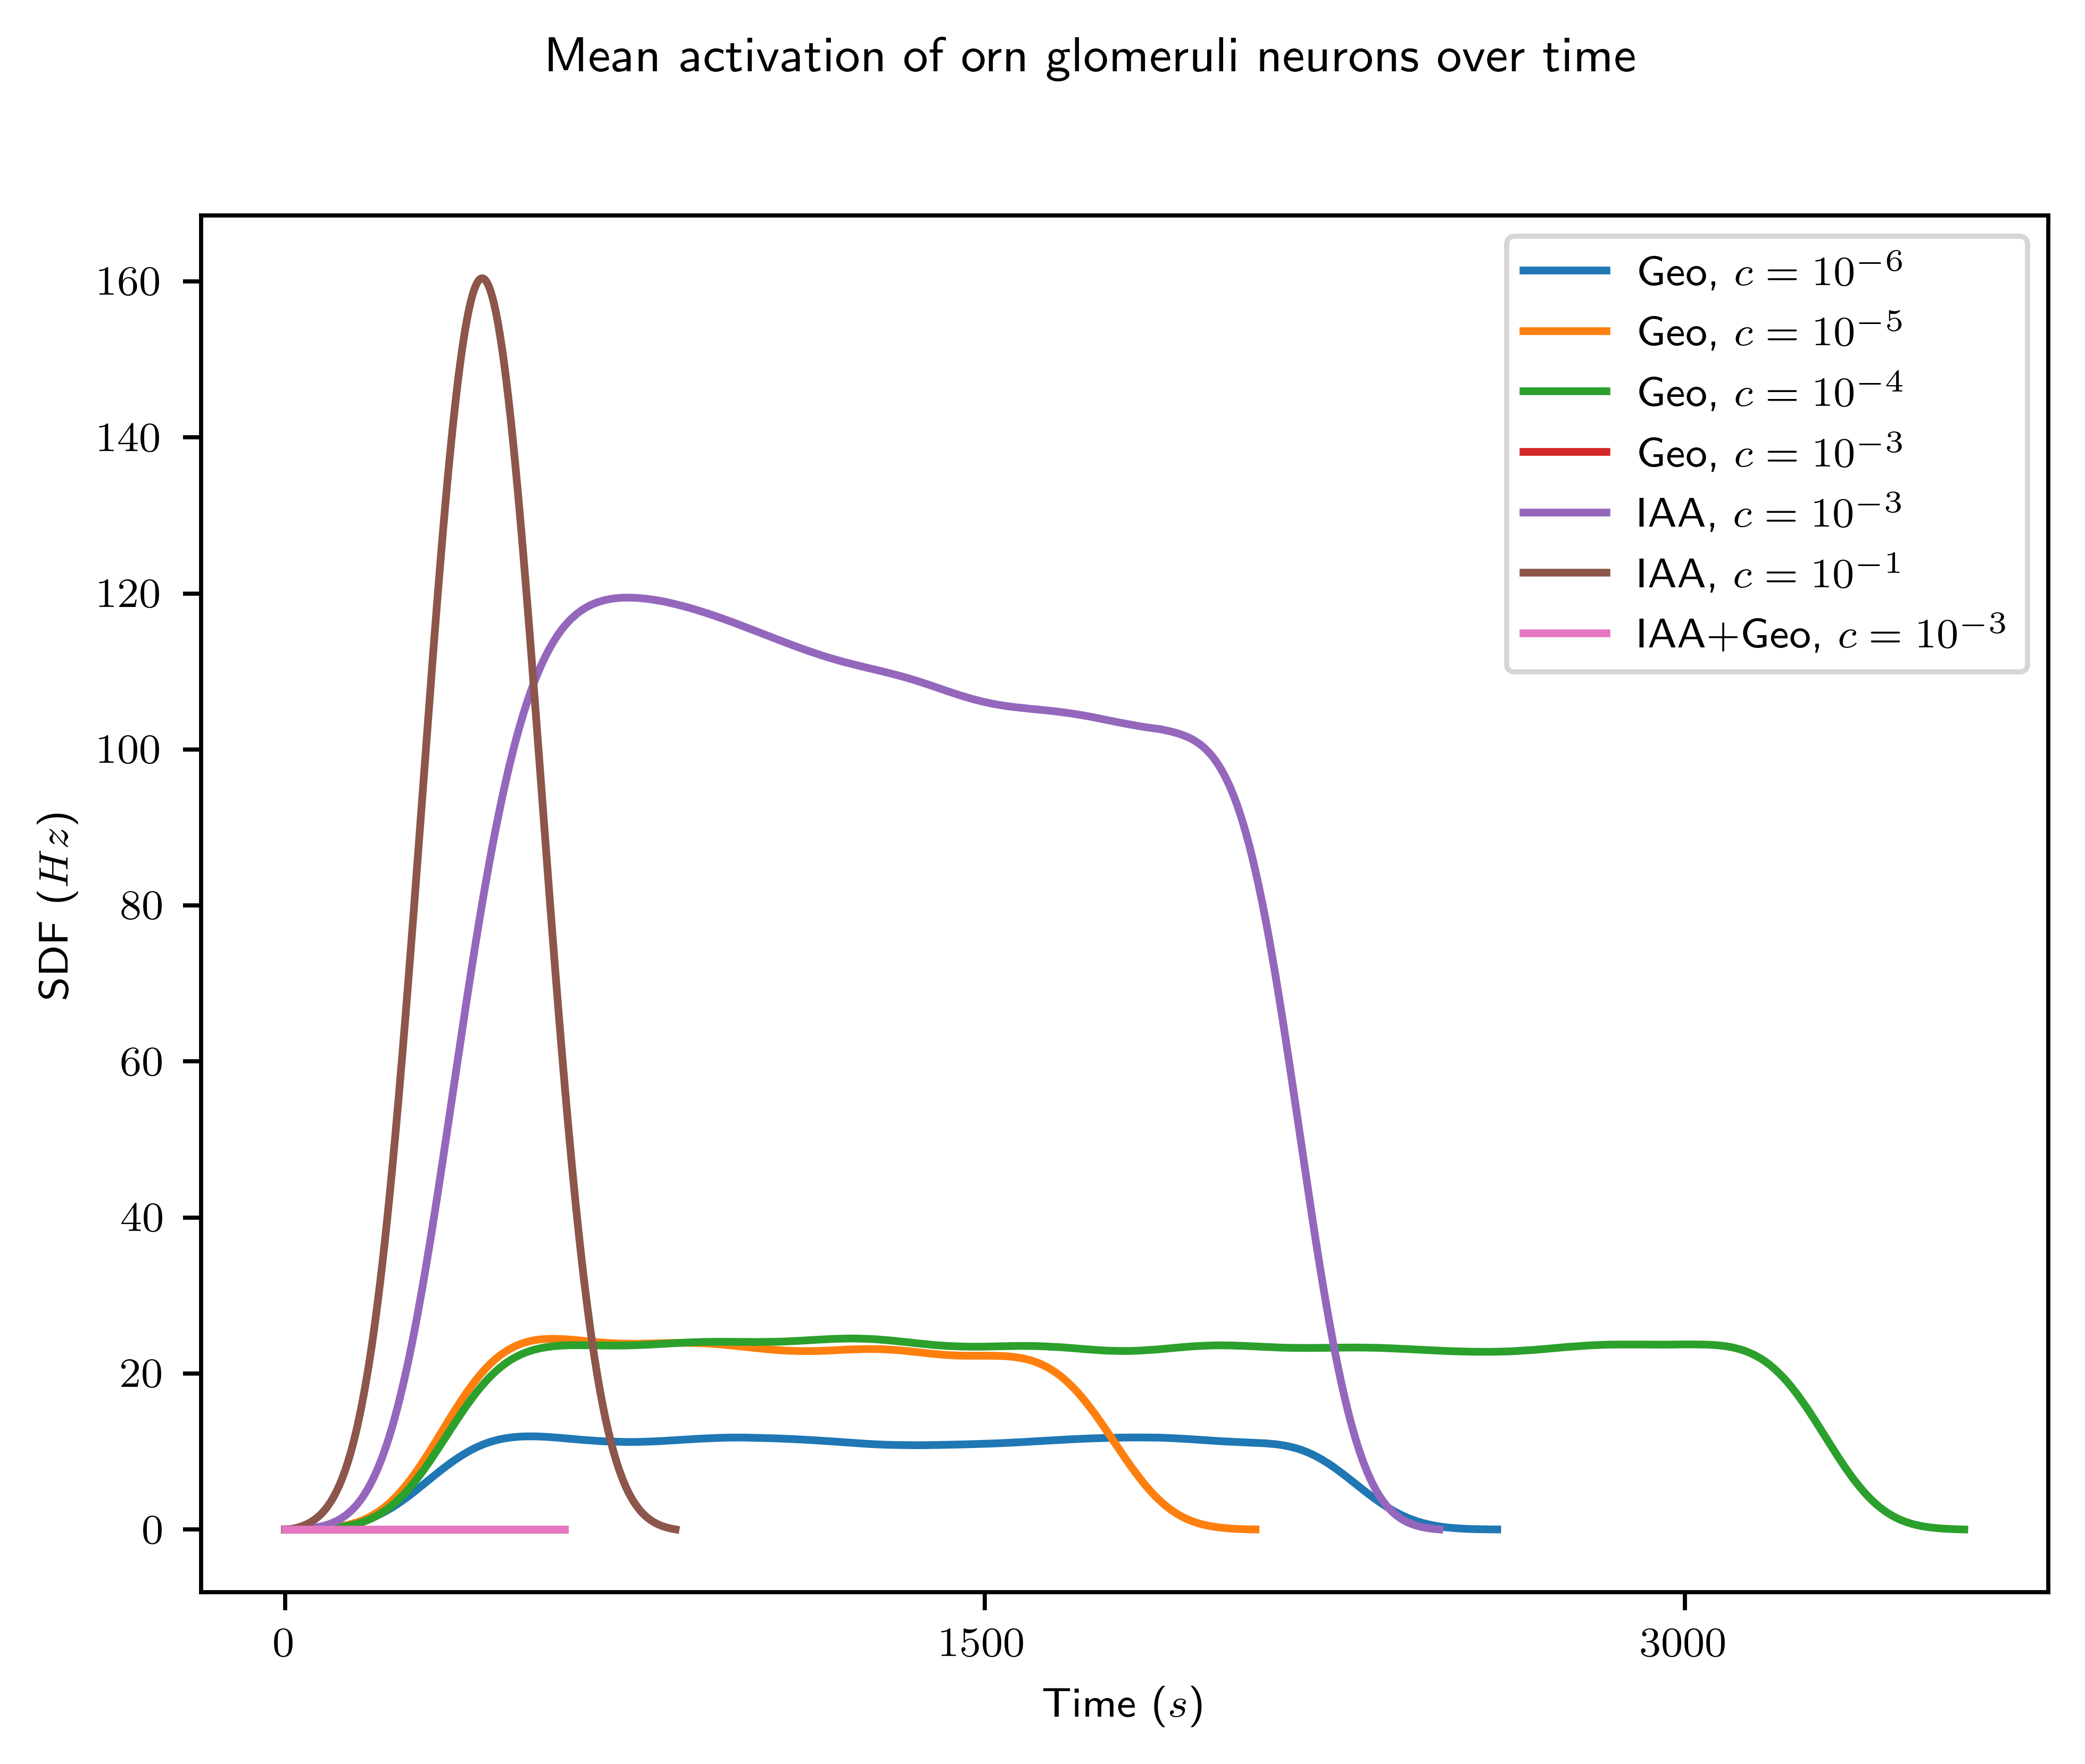 Mean activation of orn glomeruli neurons over time
160
140
120
100
80
60
40
20
0
SDF (Hz)
0
1500
3000
Time (s)
Geo, c = 10⁻⁶
Geo, c = 10⁻⁵
Geo, c = 10⁻⁴
Geo, c = 10⁻³
IAA, c = 10⁻³
IAA, c = 10⁻¹
IAA+Geo, c = 10⁻³